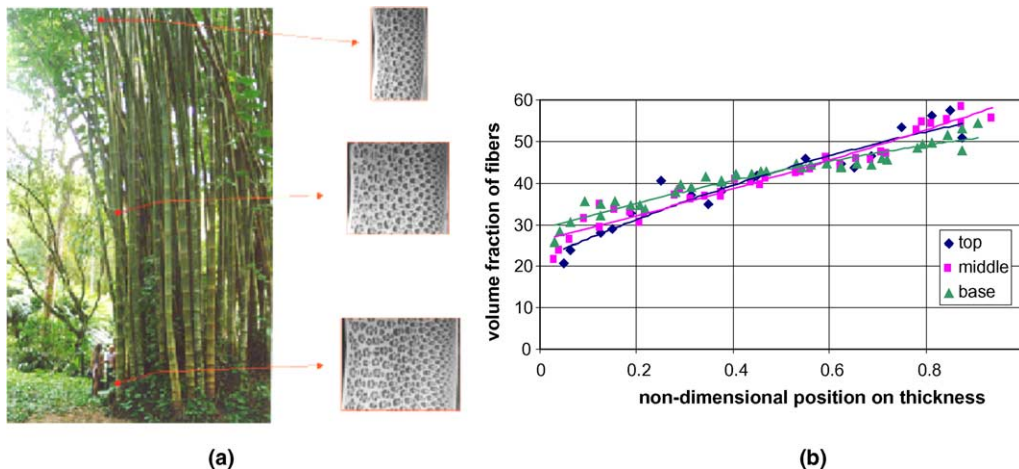 60
50
40
30
20
10
0
volume fraction of fibers
0
0.2
0.4
0.6
0.8
1
non-dimensional position on thickness
top
middle
base
(a)
(b)